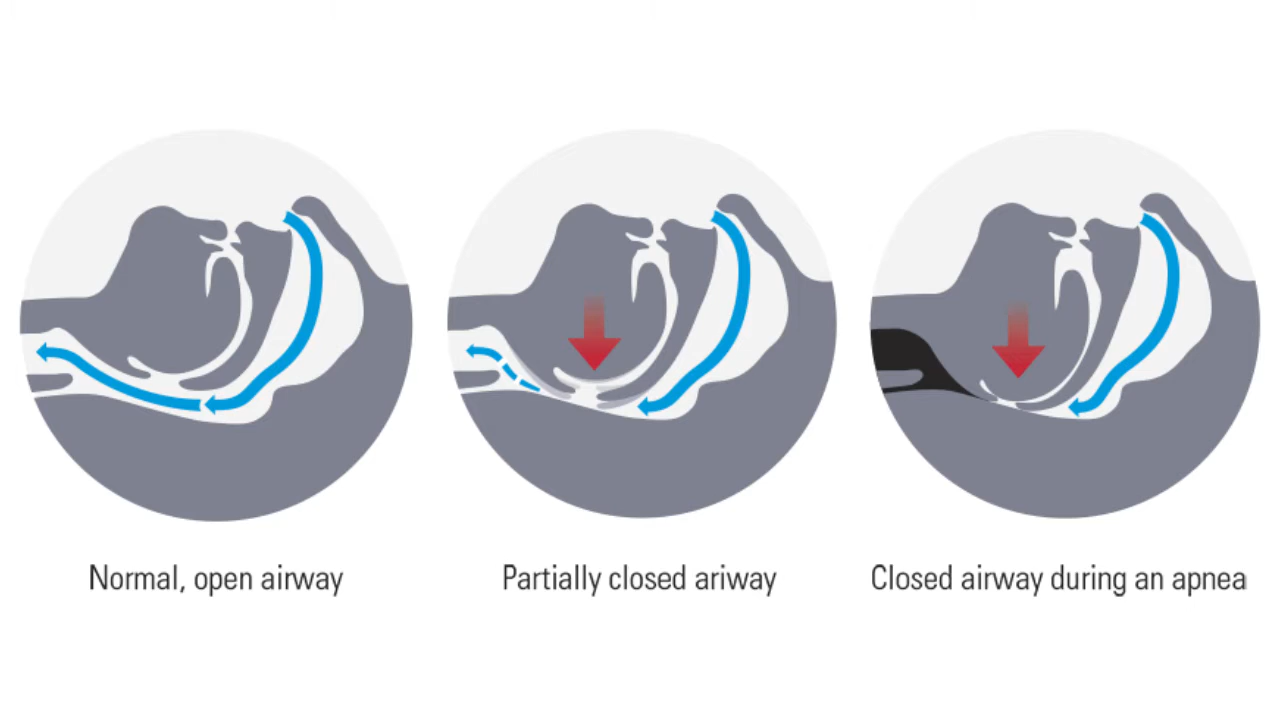 Normal, open airway
Partially closed ariway
Closed airway during an apnea